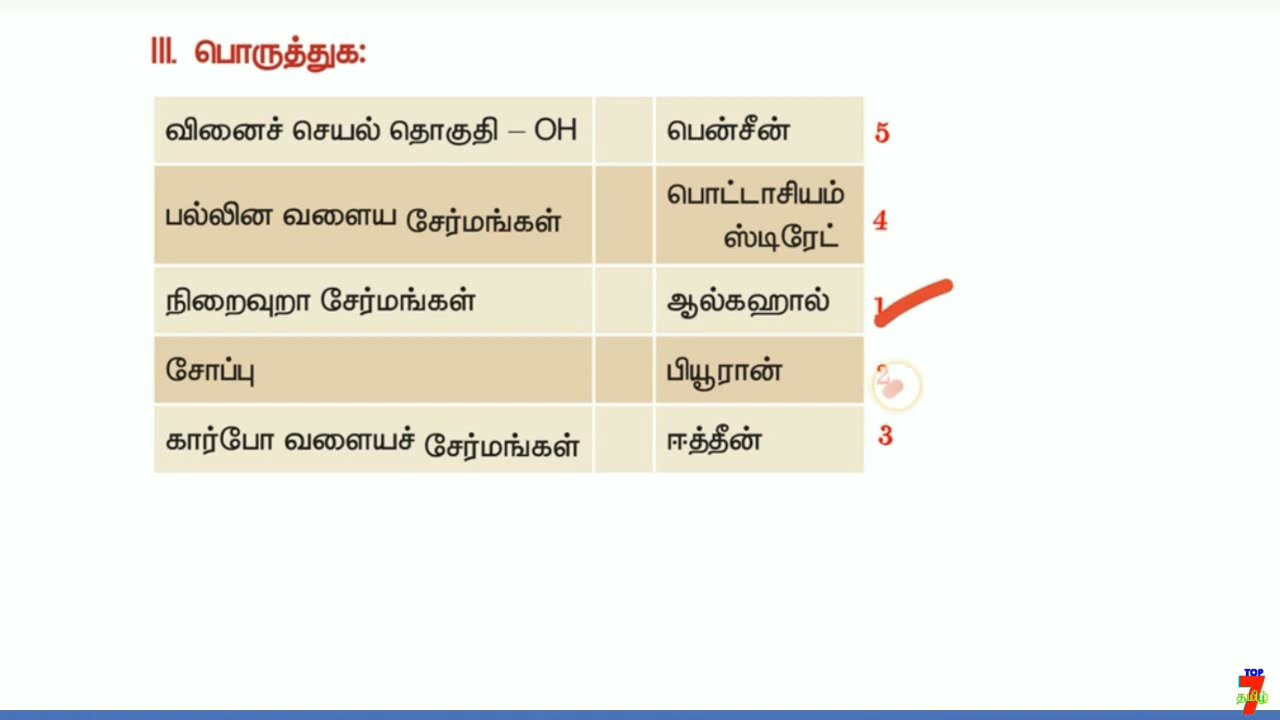 III. பொருத்துக:
வினைச் செயல் தொகுதி – OH பென்சீன் 5
பல்லின வளைய சேர்மங்கள் பொட்டாசியம் ஸ்டிரேட் 4
நிறைவுறா சேர்மங்கள் ஆல்கஹால் 1
சோப்பு பியூரான் 2
கார்போ வளையச் சேர்மங்கள் ஈத்தீன் 3
TOP
7
தமிழ்